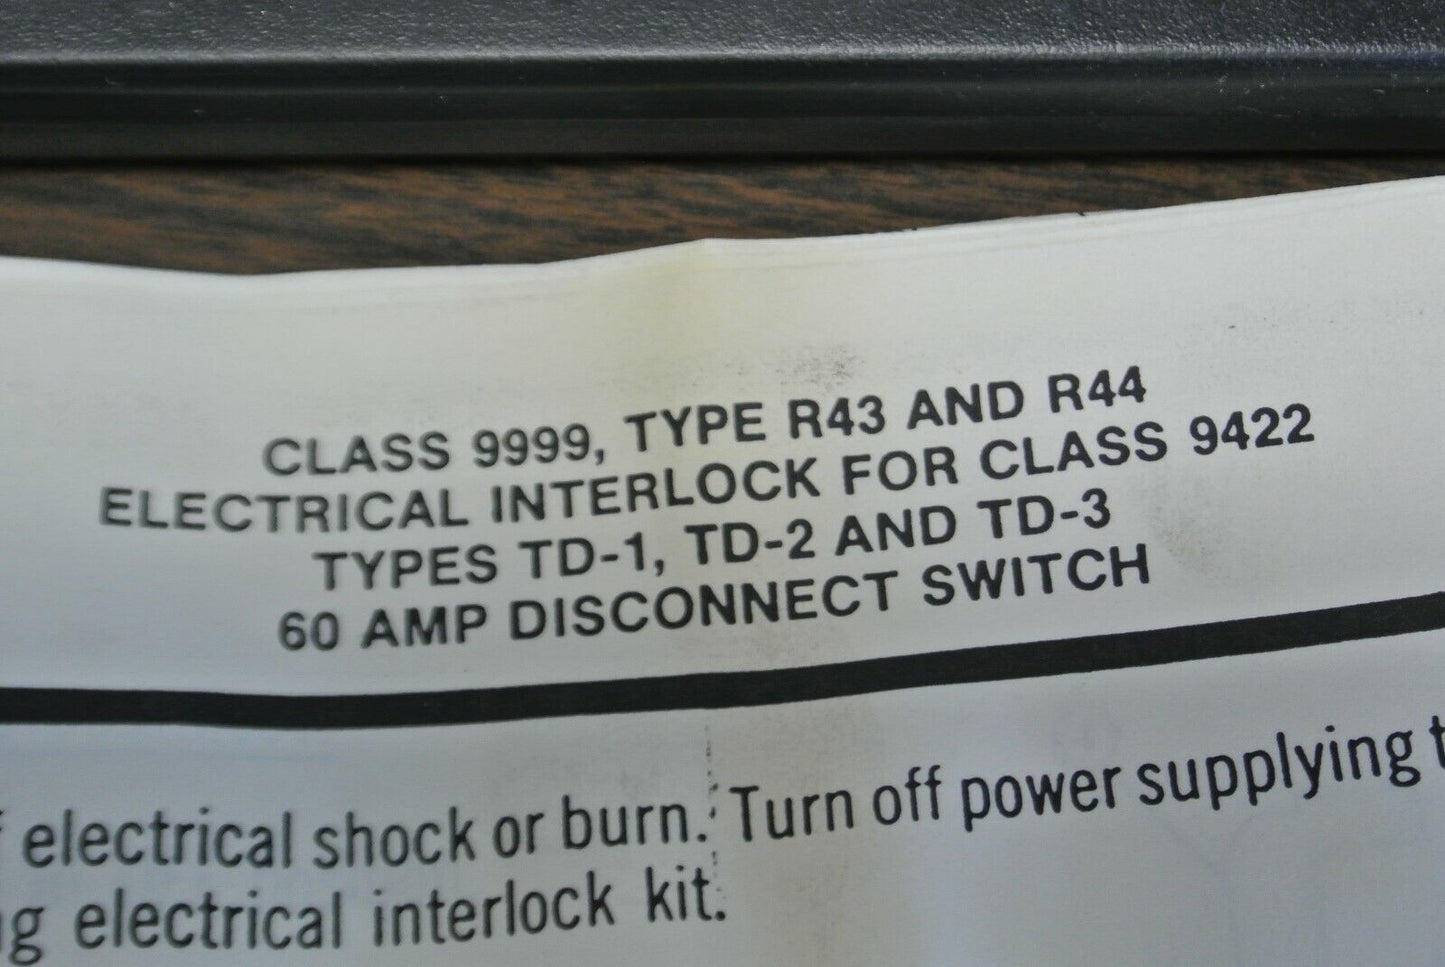 CLASS 9999, TYPE R43 AND R44
ELECTRICAL INTERLOCK FOR CLASS 9422
TYPES TD-1, TD-2 AND TD-3
60 AMP DISCONNECT SWITCH
electrical shock or burn. Turn off power supplying
electrical interlock kit.